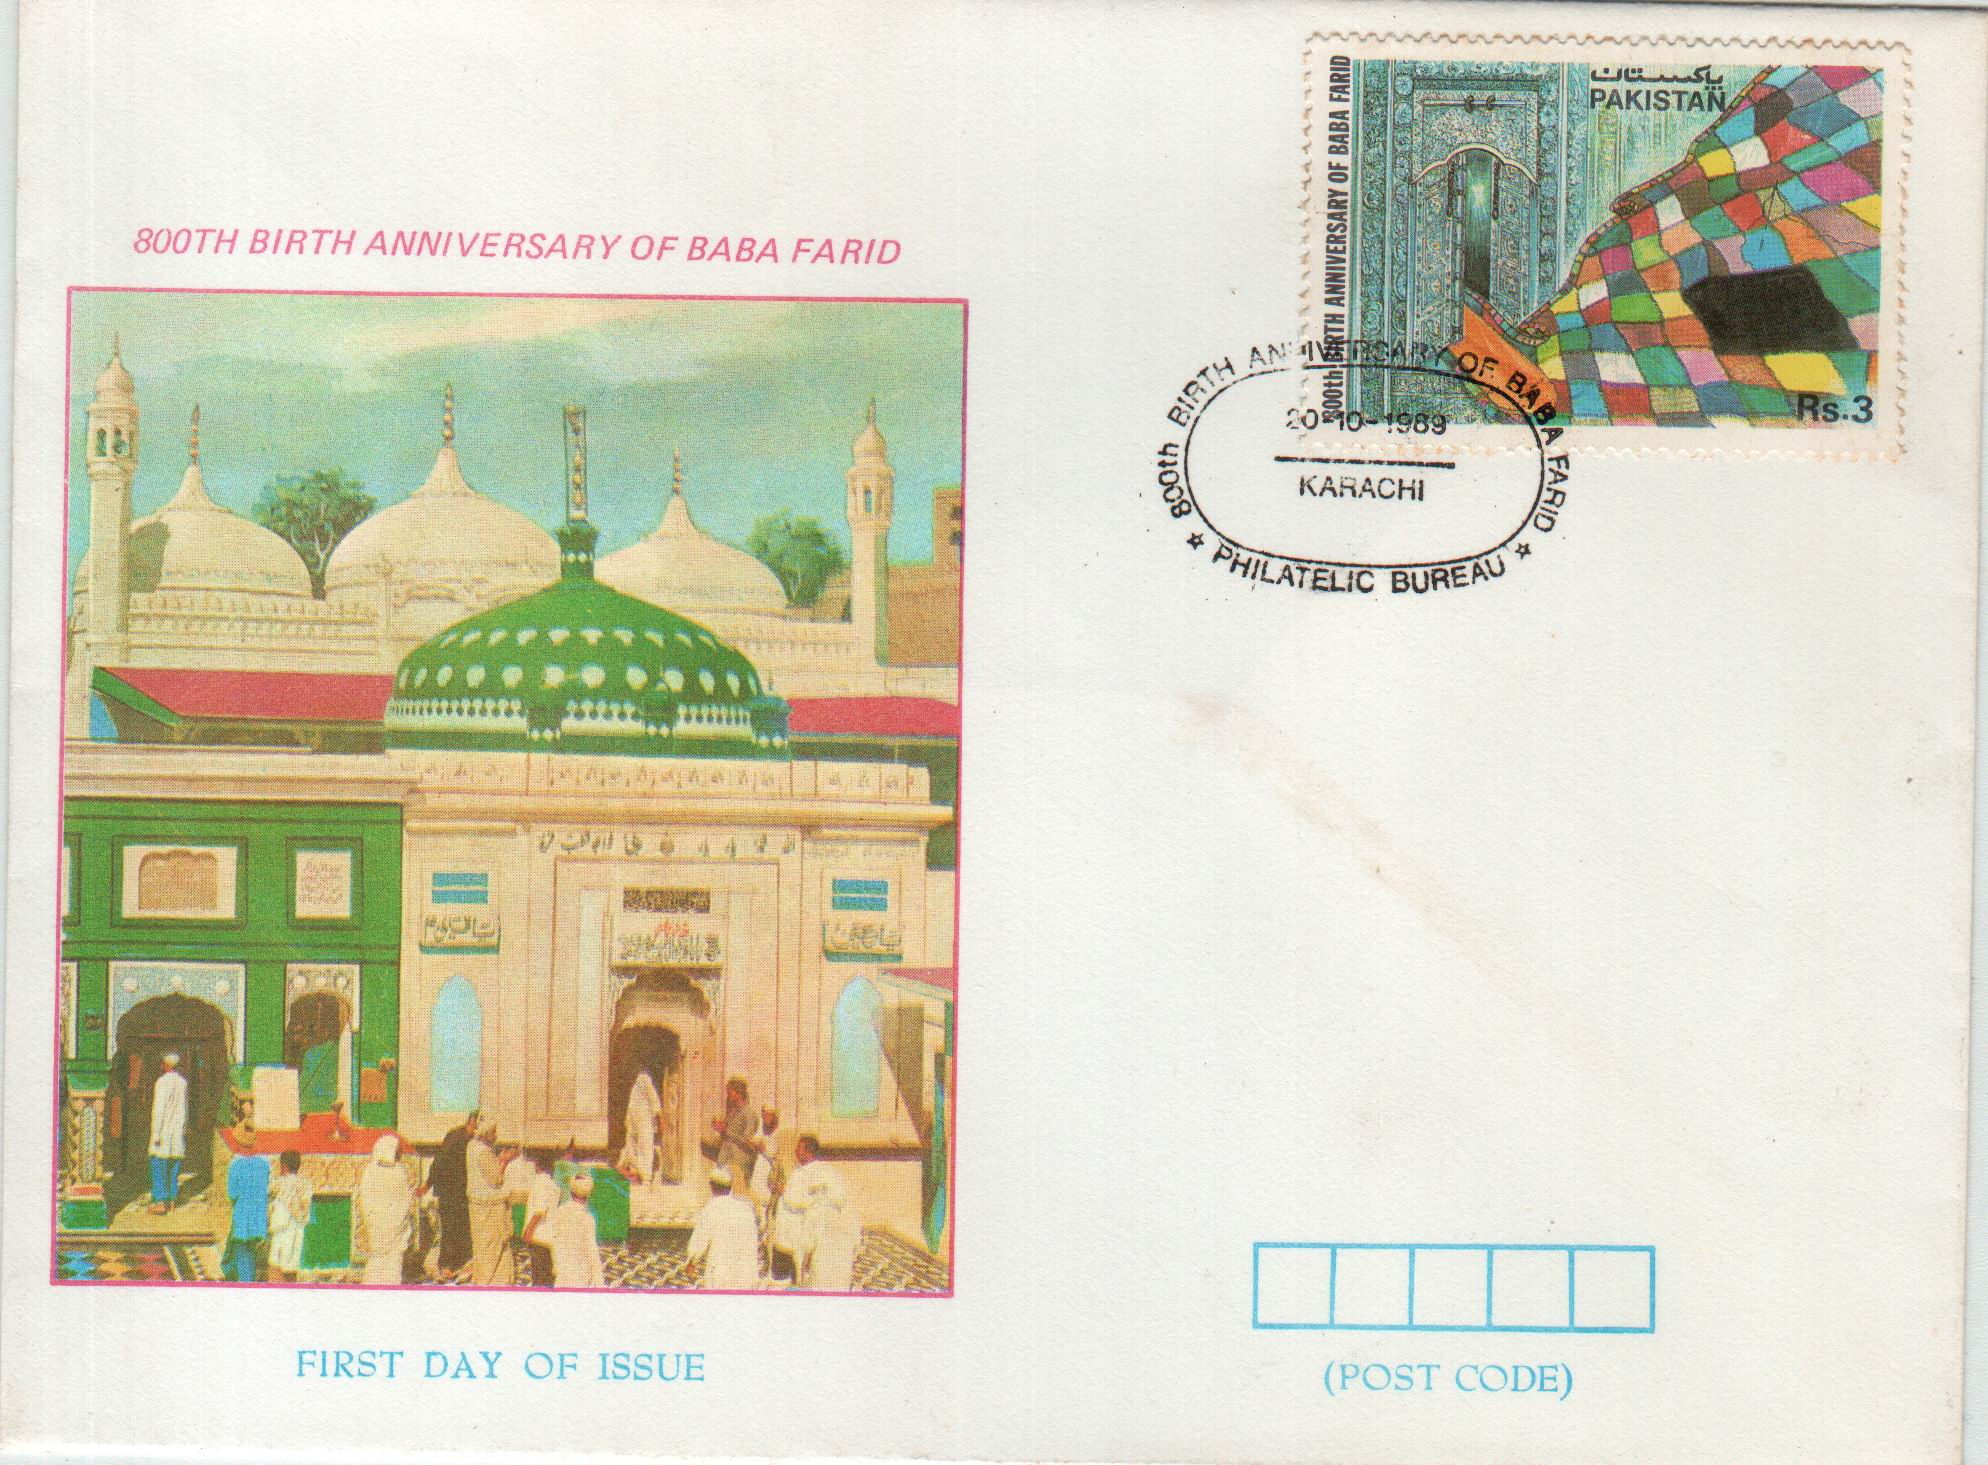 800TH BIRTH ANNIVERSARY OF BABA FARID
800th BIRTH ANNIVERSARY OF BABA FARID
پاکستان
PAKISTAN
Rs.3
800th BIRTH ANNIVERSARY OF BABA FARID
20-10-1989
KARACHI
PHILATELIC BUREAU
FIRST DAY OF ISSUE
(POST CODE)